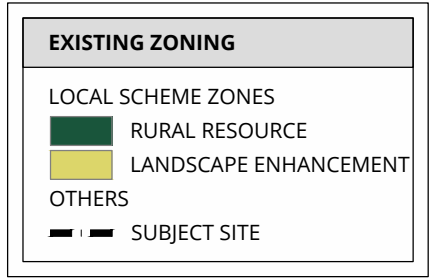 EXISTING ZONING
LOCAL SCHEME ZONES
RURAL RESOURCE
LANDSCAPE ENHANCEMENT
OTHERS
SUBJECT SITE